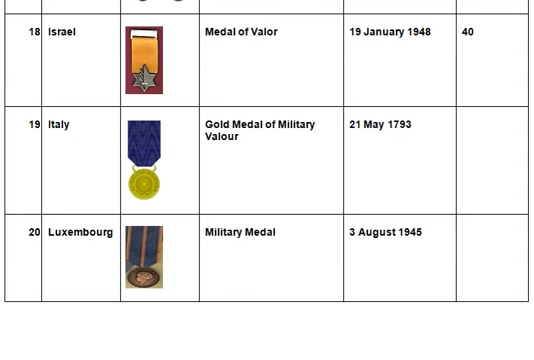 18 Israel Medal of Valor 19 January 1948 40
19 Italy Gold Medal of Military 21 May 1793
Valour
20 Luxembourg Military Medal 3 August 1945